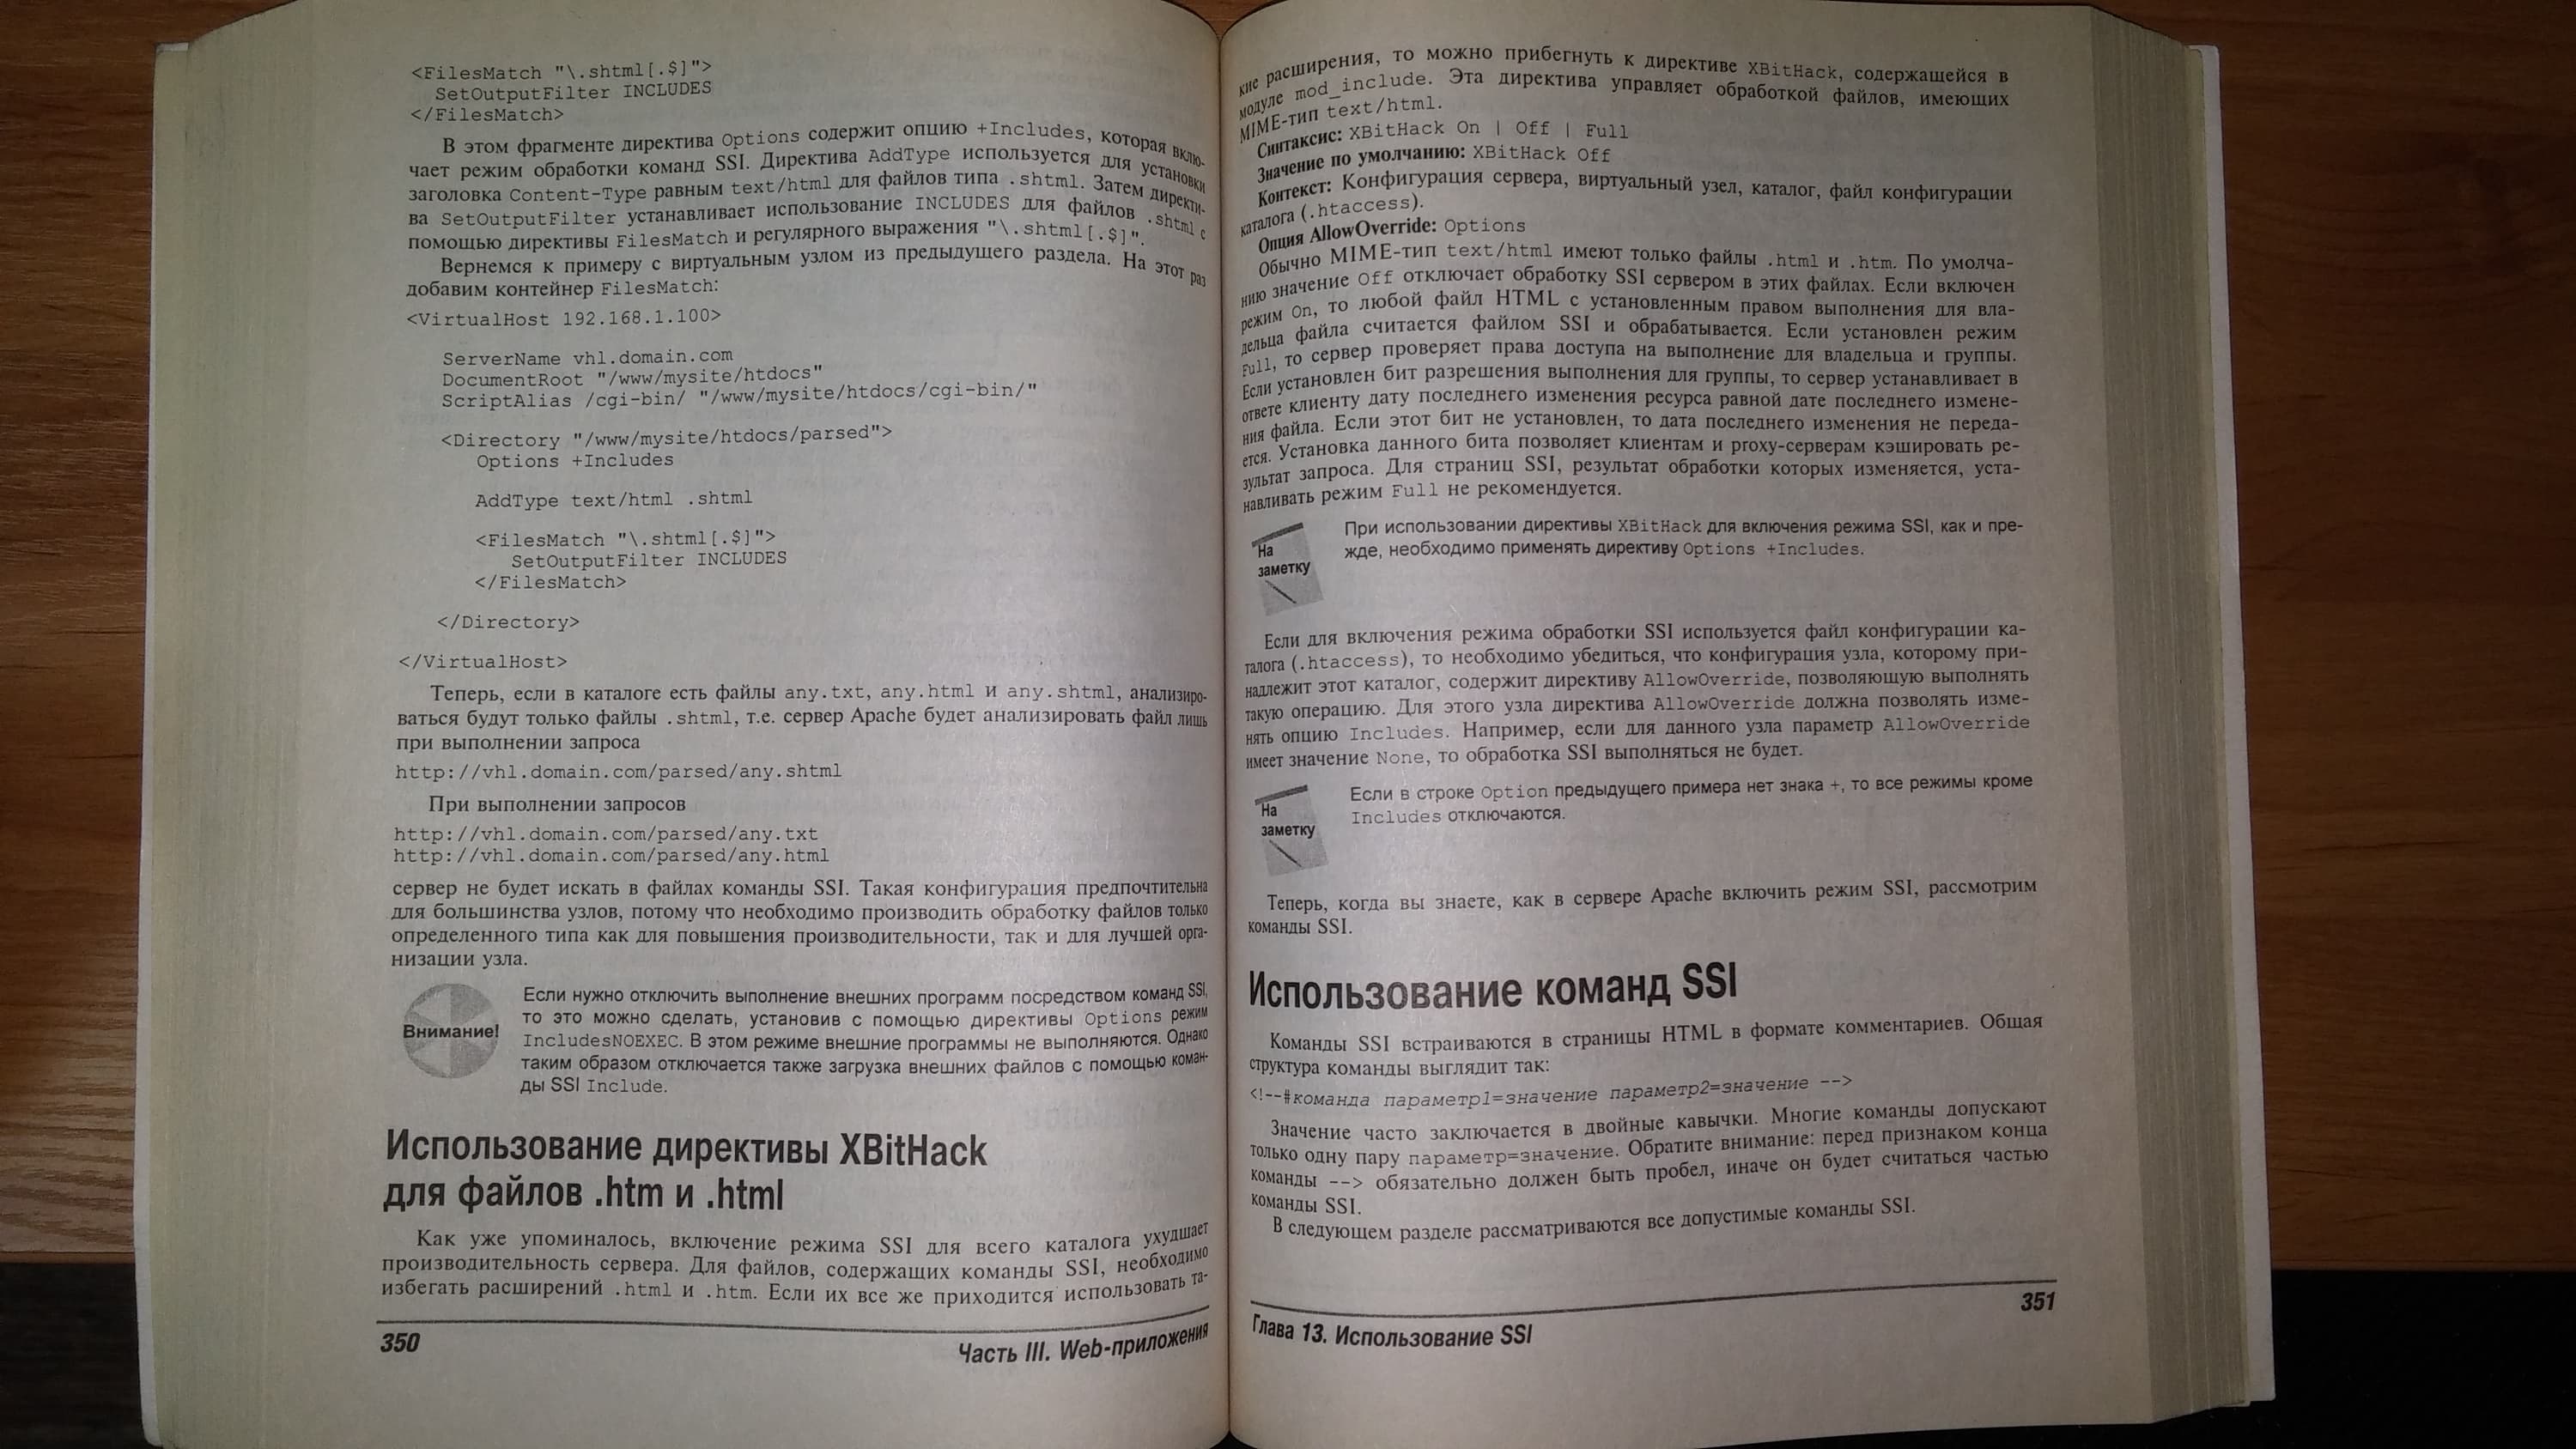 <FilesMatch "\.shtml[.$]">
SetOutputFilter INCLUDES
</FilesMatch>
В этом фрагменте директива Options содержит опцию +Includes, которая вклю-
чает режим обработки команд SSI. Директива AddType используется для установки
заголовка Content-Type равным text/html для файлов типа .shtml. Затем директи-
ва SetOutputFilter устанавливает использование INCLUDES для файлов .shtml с
помощью директивы FilesMatch и регулярного выражения "\.shtml[.$]".
Вернемся к примеру с виртуальным узлом из предыдущего раздела. На этот раз
добавим контейнер FilesMatch:
<VirtualHost 192.168.1.100>
ServerName vhl.domain.com
DocumentRoot "/www/mysite/htdocs"
ScriptAlias /cgi-bin/ "/www/mysite/htdocs/cgi-bin/"
<Directory "/www/mysite/htdocs/parsed">
Options +Includes
AddType text/html .shtml
<FilesMatch "\.shtml[.$]">
SetOutputFilter INCLUDES
</FilesMatch>
</Directory>
</VirtualHost>
Теперь, если в каталоге есть файлы any.txt, any.html и any.shtml, анализиро-
ваться будут только файлы .shtml, т.е. сервер Apache будет анализировать файл лишь
при выполнении запроса
http://vhl.domain.com/parsed/any.shtml
При выполнении запросов
http://vhl.domain.com/parsed/any.txt
http://vhl.domain.com/parsed/any.html
сервер не будет искать в файлах команды SSI. Такая конфигурация предпочтительна
для большинства узлов, потому что необходимо производить обработку файлов только
определенного типа как для повышения производительности, так и для лучшей орга-
низации узла.
Внимание!
Если нужно отключить выполнение внешних программ посредством команд SSI,
то это можно сделать, установив с помощью директивы Options режим
IncludesNOEXEC. В этом режиме внешние программы не выполняются. Однако
таким образом отключается также загрузка внешних файлов с помощью коман-
ды SSI Include.
Использование директивы XBitHack
для файлов .htm и .html
Как уже упоминалось, включение режима SSI для всего каталога ухудшает
производительность сервера. Для файлов, содержащих команды SSI, необходимо
избегать расширений .html и .htm. Если их все же приходится использовать та-
350
Часть III. Web-приложения
кие расширения, то можно прибегнуть к директиве XBitHack, содержащейся в
модуле mod_include. Эта директива управляет обработкой файлов, имеющих
MIME-тип text/html.
Синтаксис: XBitHack On | Off | Full
Значение по умолчанию: XBitHack Off
Контекст: Конфигурация сервера, виртуальный узел, каталог, файл конфигурации
каталога (.htaccess).
Опция AllowOverride: Options
Обычно MIME-тип text/html имеют только файлы .html и .htm. По умолча-
нию значение Off отключает обработку SSI сервером в этих файлах. Если включен
режим On, то любой файл HTML с установленным правом выполнения для вла-
дельца файла считается файлом SSI и обрабатывается. Если установлен режим
Full, то сервер проверяет права доступа на выполнение для владельца и группы.
Если установлен бит разрешения выполнения для группы, то сервер устанавливает в
ответе клиенту дату последнего изменения ресурса равной дате последнего измене-
ния файла. Если этот бит не установлен, то дата последнего изменения не переда-
ется. Установка данного бита позволяет клиентам и proxy-серверам кэшировать ре-
зультат запроса. Для страниц SSI, результат обработки которых изменяется, уста-
навливать режим Full не рекомендуется.
На
заметку
При использовании директивы XBitHack для включения режима SSI, как и пре-
жде, необходимо применять директиву Options +Includes.
Если для включения режима обработки SSI используется файл конфигурации ка-
талога (.htaccess), то необходимо убедиться, что конфигурация узла, которому при-
надлежит этот каталог, содержит директиву AllowOverride, позволяющую выполнять
такую операцию. Для этого узла директива AllowOverride должна позволять изме-
нять опцию Includes. Например, если для данного узла параметр AllowOverride
имеет значение None, то обработка SSI выполняться не будет.
На
заметку
Если в строке Option предыдущего примера нет знака +, то все режимы кроме
Includes отключаются.
Теперь, когда вы знаете, как в сервере Apache включить режим SSI, рассмотрим
команды SSI.
Использование команд SSI
Команды SSI встраиваются в страницы HTML в формате комментариев. Общая
структура команды выглядит так:
<!--#команда параметр1=значение параметр2=значение -->
Значение часто заключается в двойные кавычки. Многие команды допускают
только одну пару параметр=значение. Обратите внимание: перед признаком конца
команды --> обязательно должен быть пробел, иначе он будет считаться частью
команды SSI.
В следующем разделе рассматриваются все допустимые команды SSI.
Глава 13. Использование SSI
351